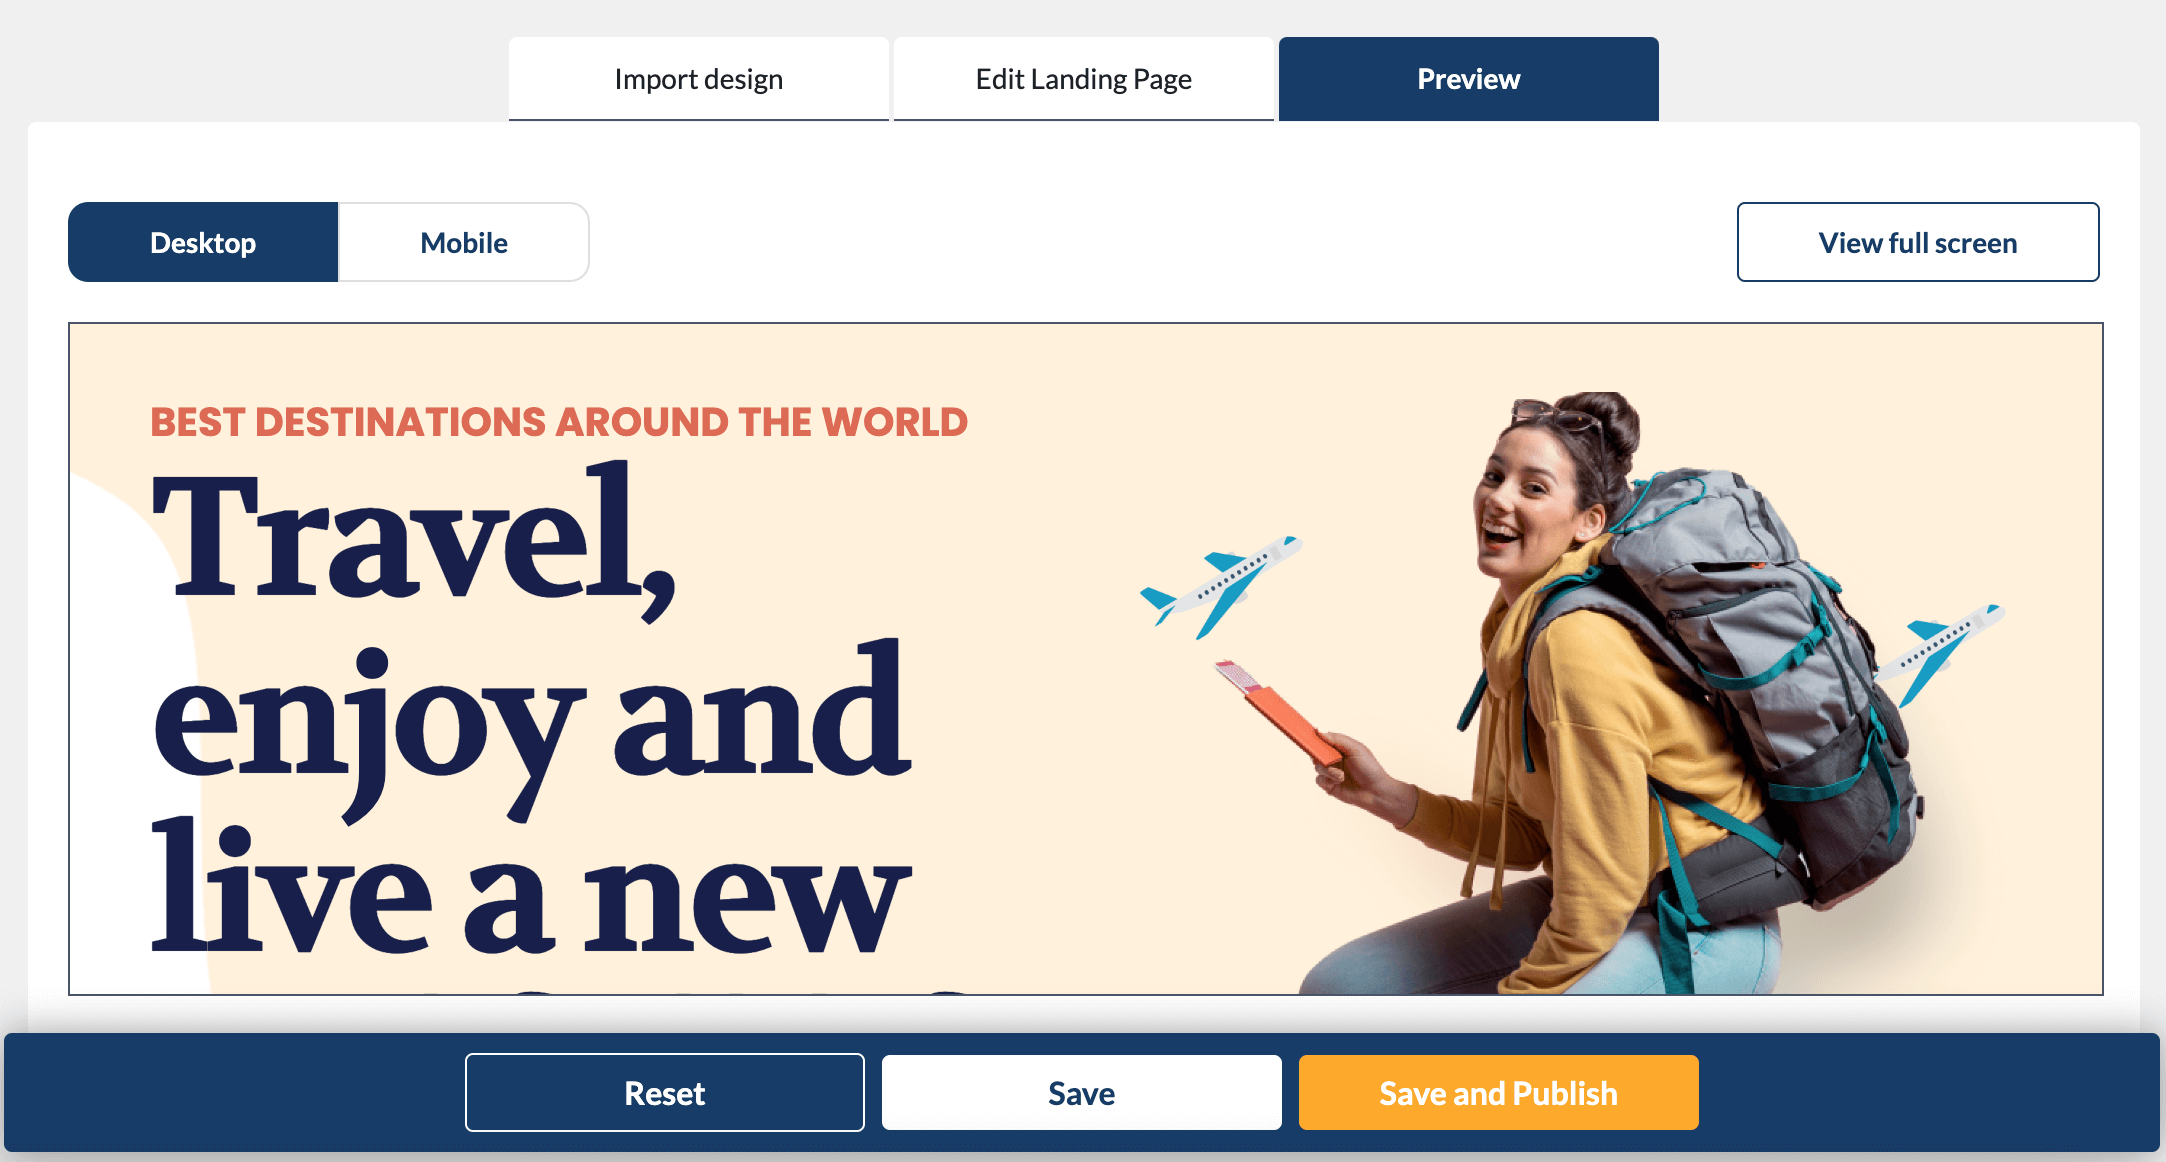 Import design
Edit Landing Page
Preview
Desktop
Mobile
View full screen
BEST DESTINATIONS AROUND THE WORLD
Travel,
enjoy and
live a new
Reset
Save
Save and Publish